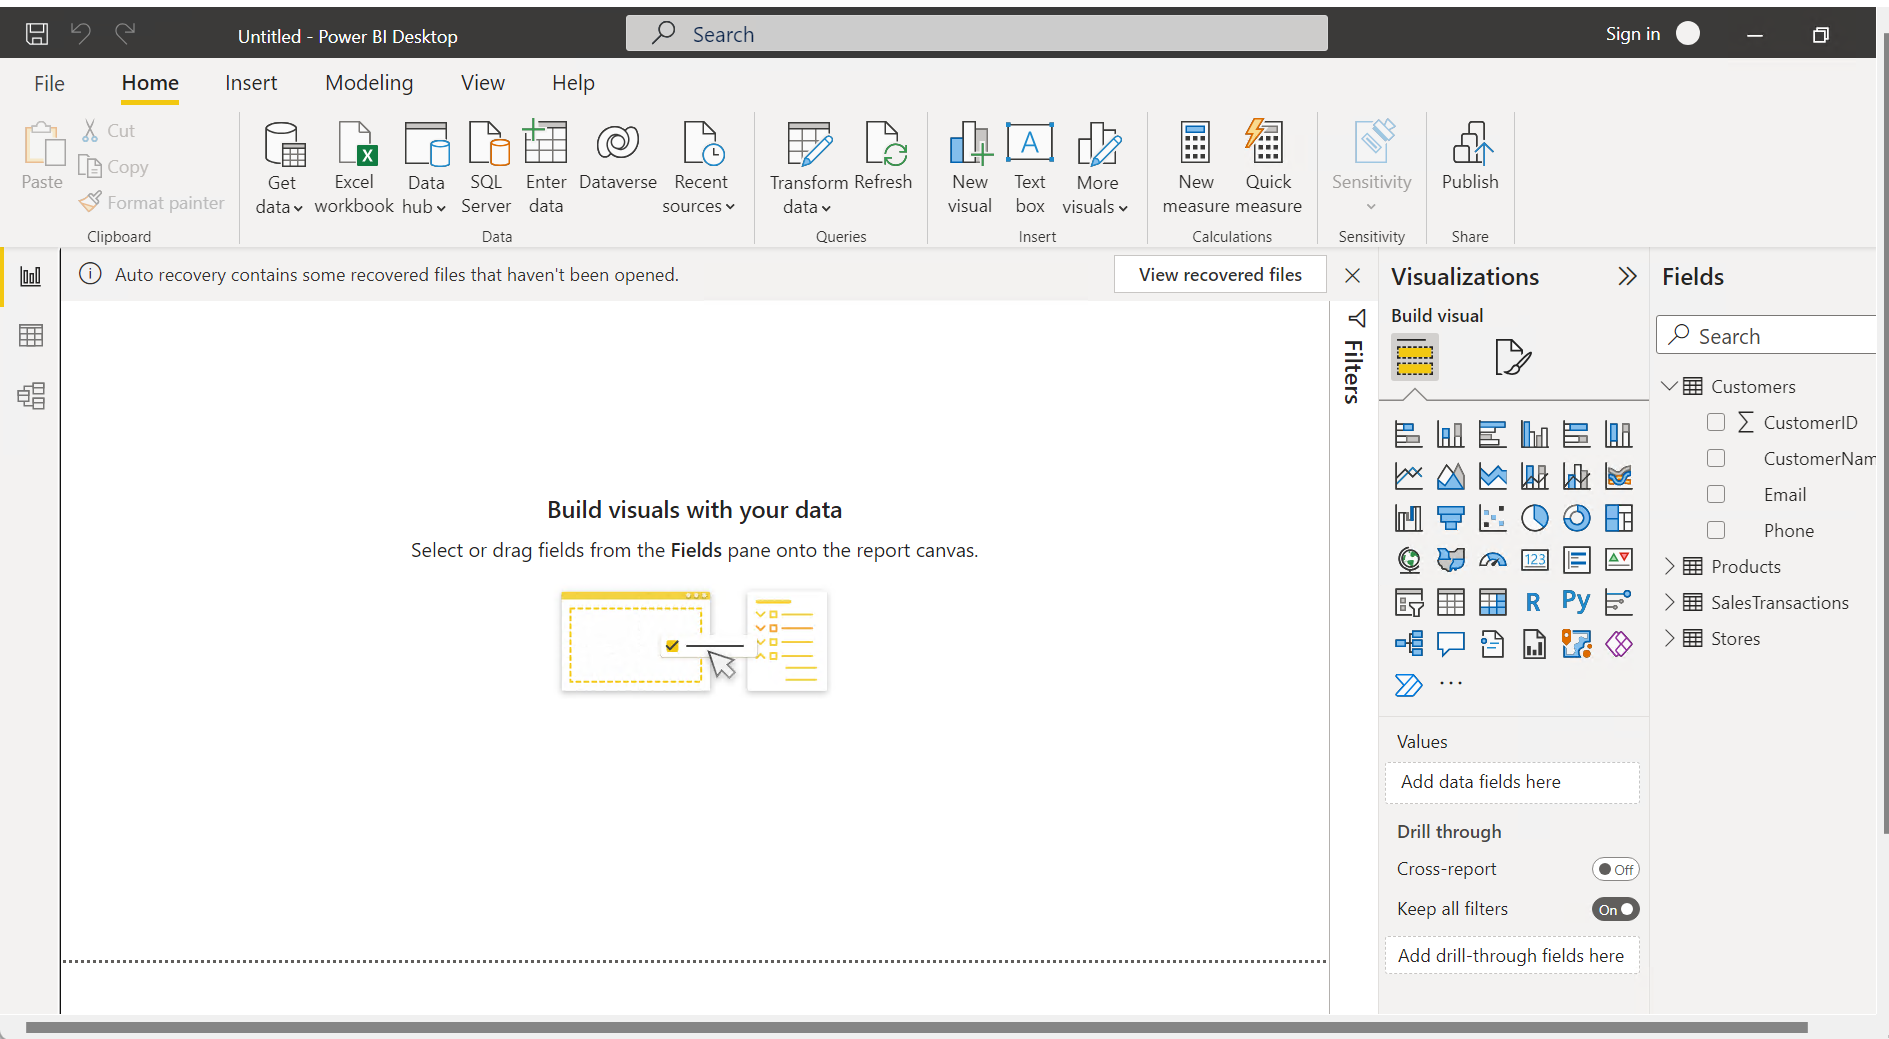 Untitled - Power BI Desktop
Search
Sign in
File
Home
Insert
Modeling
View
Help
Paste
Cut
Copy
Format painter
Clipboard
Get
data
Excel
workbook
Data
hub
SQL
Server
Enter
data
Dataverse
Recent
sources
Data
Transform
data
Refresh
Queries
New
visual
A
Text
box
More
visuals
Insert
New
measure
Quick
measure
Calculations
Sensitivity
Sensitivity
Publish
Share
Auto recovery contains some recovered files that haven't been opened.
View recovered files
Build visuals with your data
Select or drag fields from the Fields pane onto the report canvas.
Filters
Visualizations
Build visual
123
R
Py
Values
Add data fields here
Drill through
Cross-report
Off
Keep all filters
On
Add drill-through fields here
Fields
Search
Customers
CustomerID
CustomerNam
Email
Phone
Products
SalesTransactions
Stores